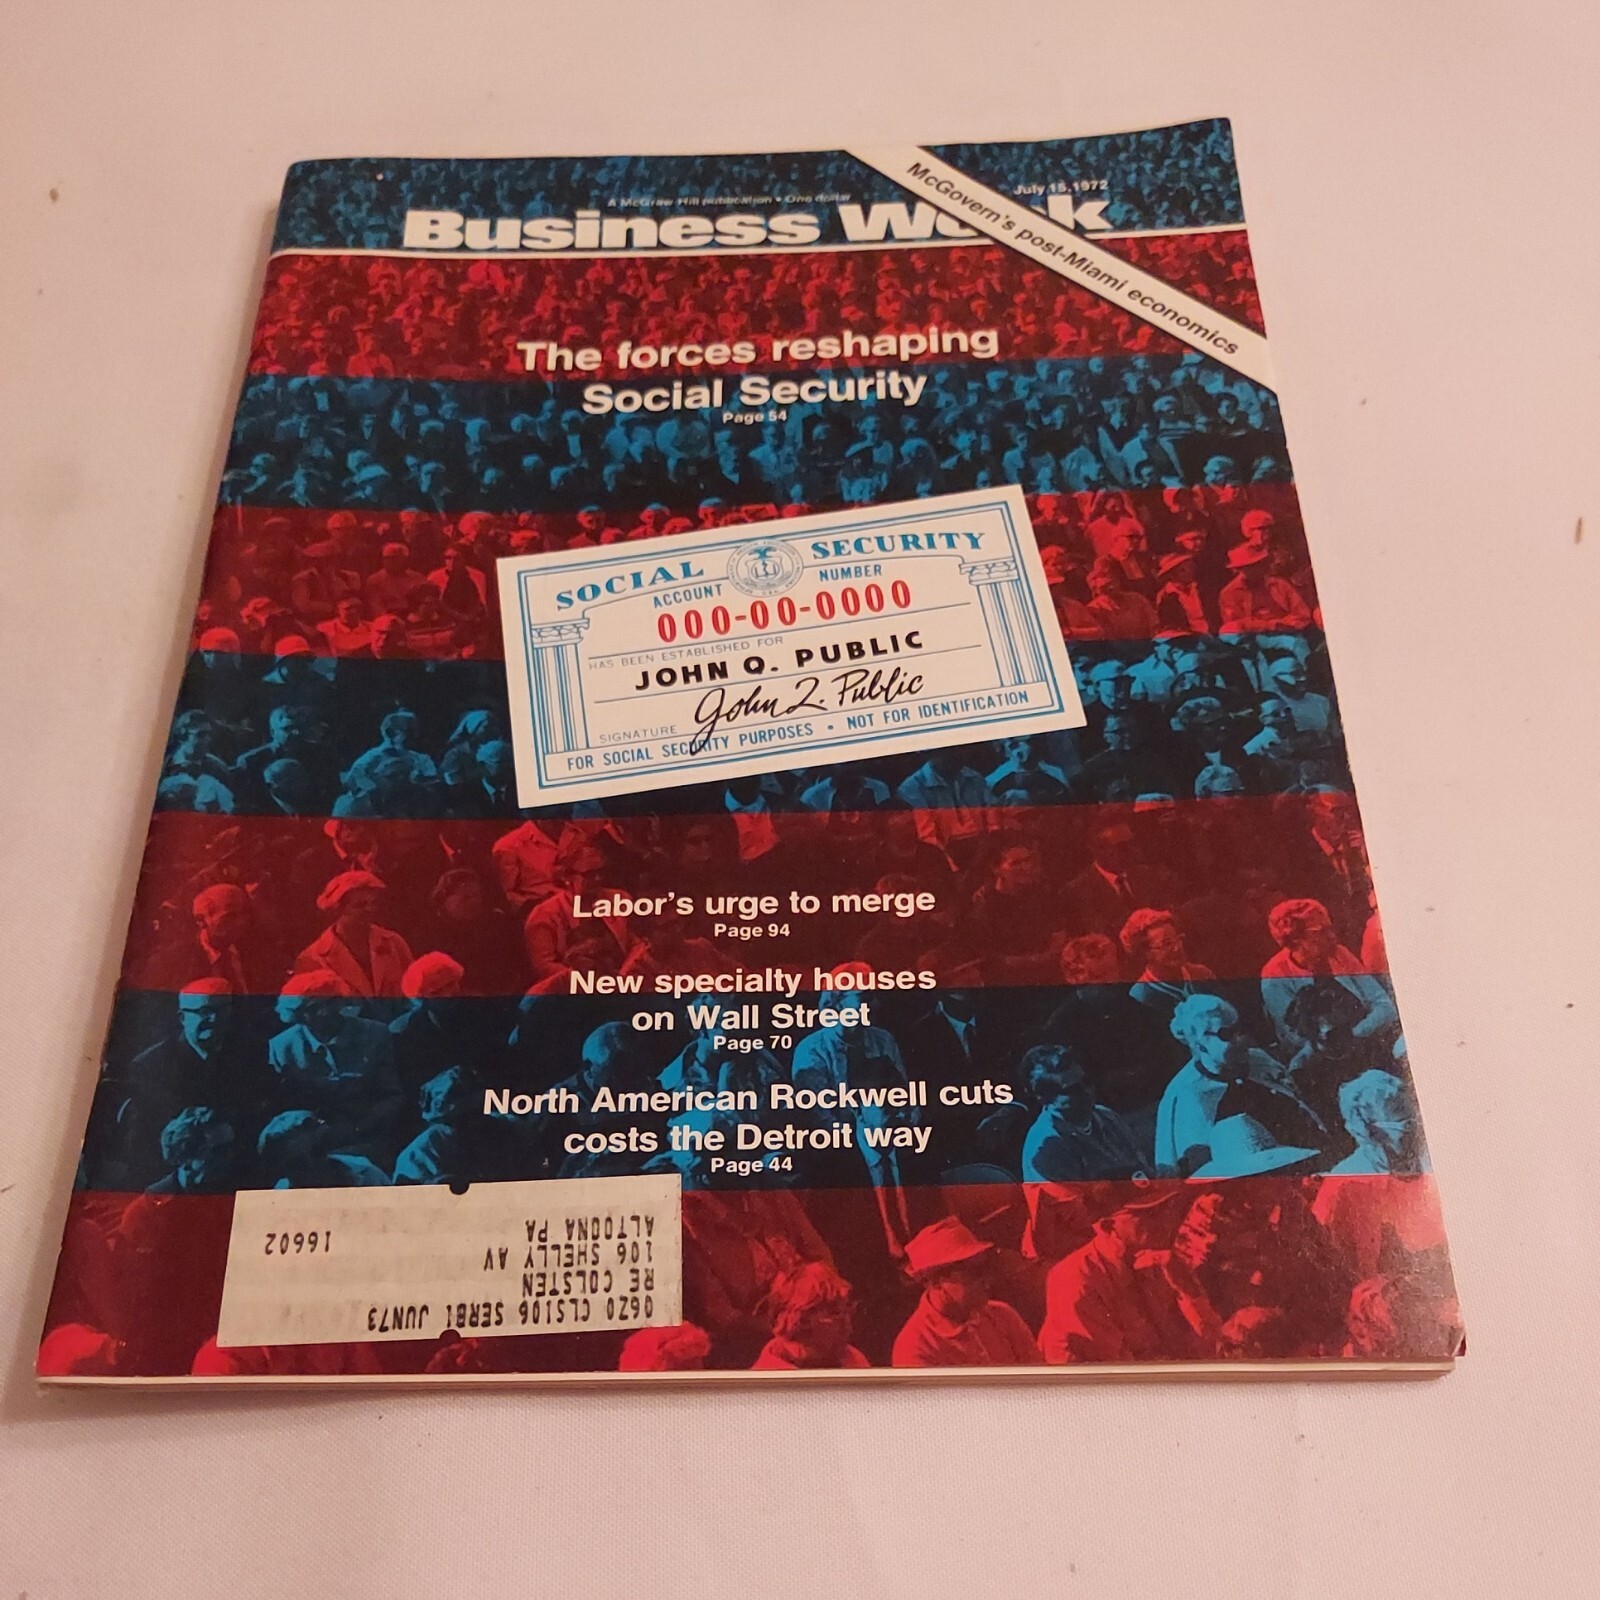 A McGraw-Hill publication • One dollar
July 15, 1972
Business Week
McGovern's post-Miami economics
The forces reshaping
Social Security
Page 54
SOCIAL SECURITY
ACCOUNT NUMBER
000-00-0000
HAS BEEN ESTABLISHED FOR
JOHN Q. PUBLIC
John Q. Public
SIGNATURE
FOR SOCIAL SECURITY PURPOSES • NOT FOR IDENTIFICATION
Labor's urge to merge
Page 94
New specialty houses
on Wall Street
Page 70
North American Rockwell cuts
costs the Detroit way
Page 44
0620 CLS106 SERB1 JUN73
RE COLSTEN
106 SHELLY AV
ALTOONA PA 16602